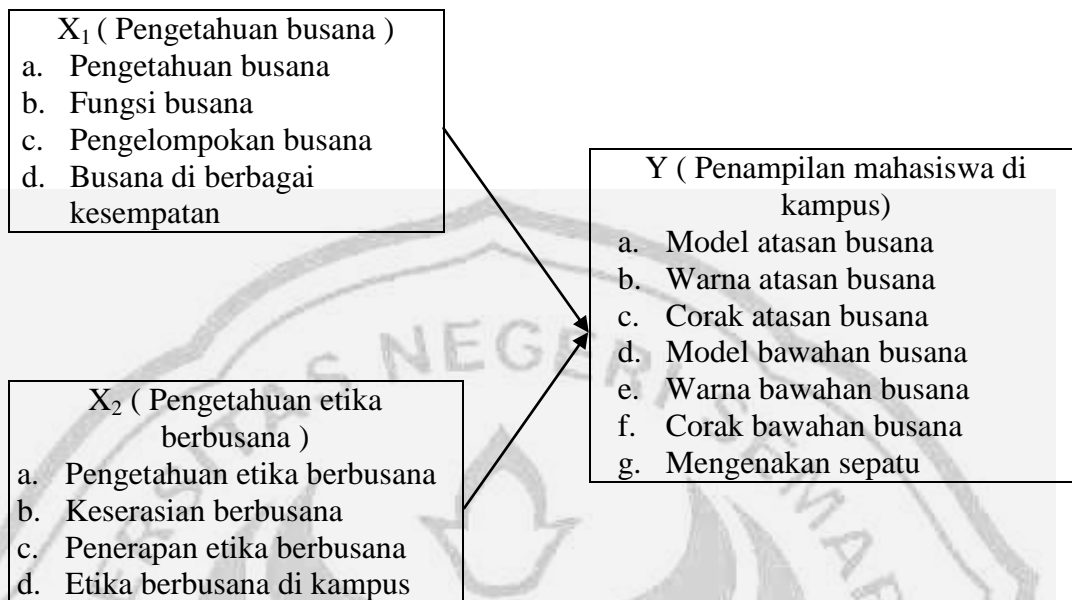 X₁ ( Pengetahuan busana )
a. Pengetahuan busana
b. Fungsi busana
c. Pengelompokan busana
d. Busana di berbagai
kesempatan
Y ( Penampilan mahasiswa di
kampus)
a. Model atasan busana
b. Warna atasan busana
c. Corak atasan busana
d. Model bawahan busana
e. Warna bawahan busana
f. Corak bawahan busana
g. Mengenakan sepatu
X₂ ( Pengetahuan etika
berbusana )
a. Pengetahuan etika berbusana
b. Keserasian berbusana
c. Penerapan etika berbusana
d. Etika berbusana di kampus